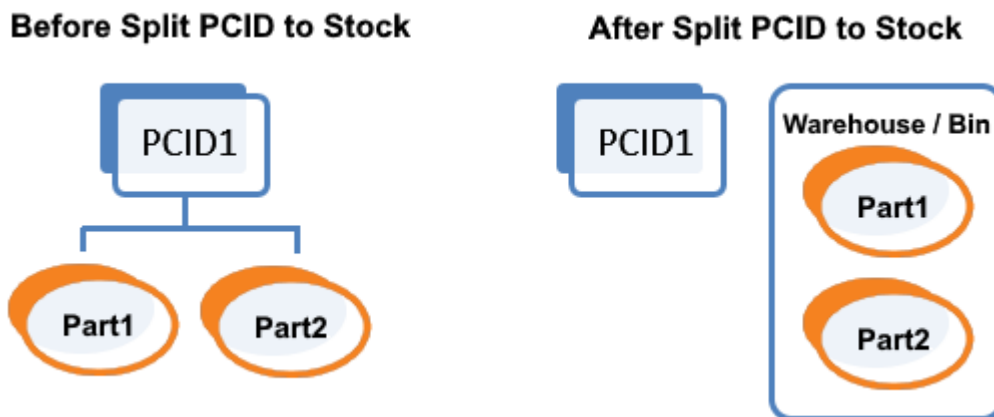 Before Split PCID to Stock
PCID1
Part1
Part2
After Split PCID to Stock
PCID1
Warehouse / Bin
Part1
Part2